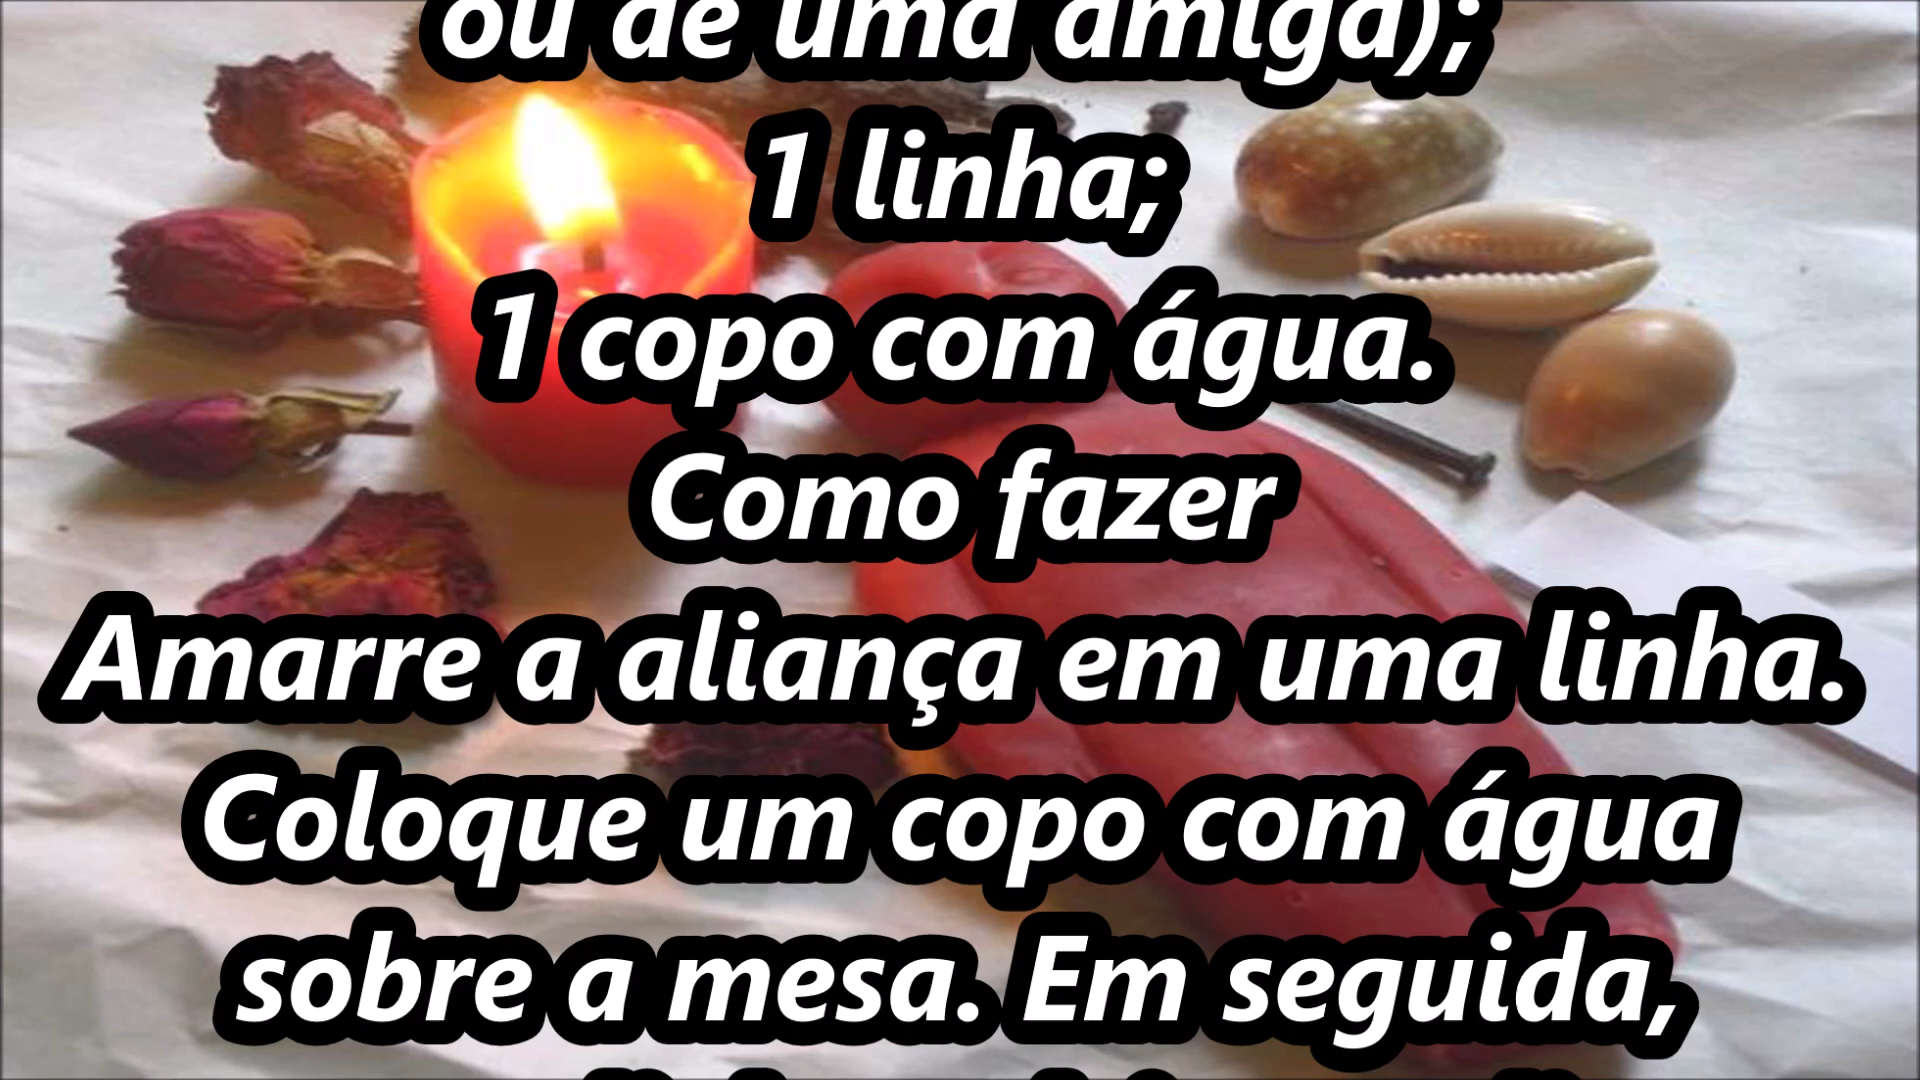 ou de uma amiga);
1 linha;
1 copo com água.
Como fazer
Amarre a aliança em uma linha.
Coloque um copo com água
sobre a mesa. Em seguida,